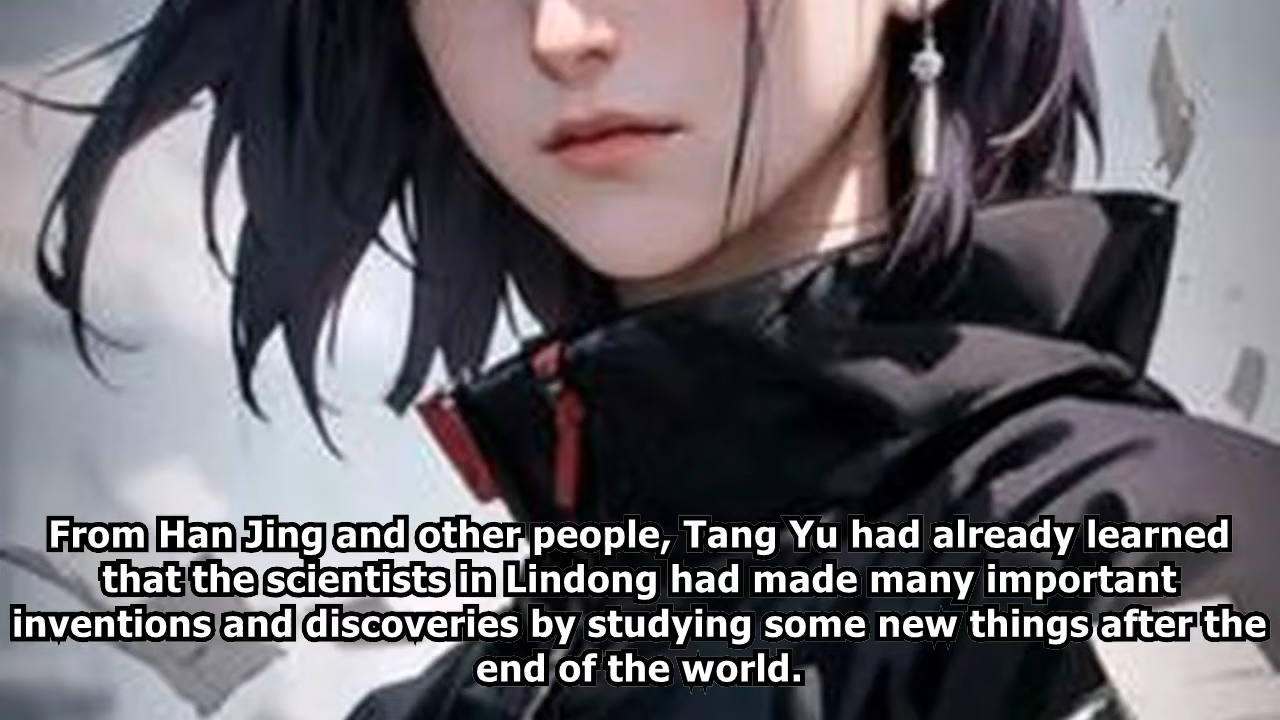 From Han Jing and other people, Tang Yu had already learned
that the scientists in Lindong had made many important
inventions and discoveries by studying some new things after the
end of the world.